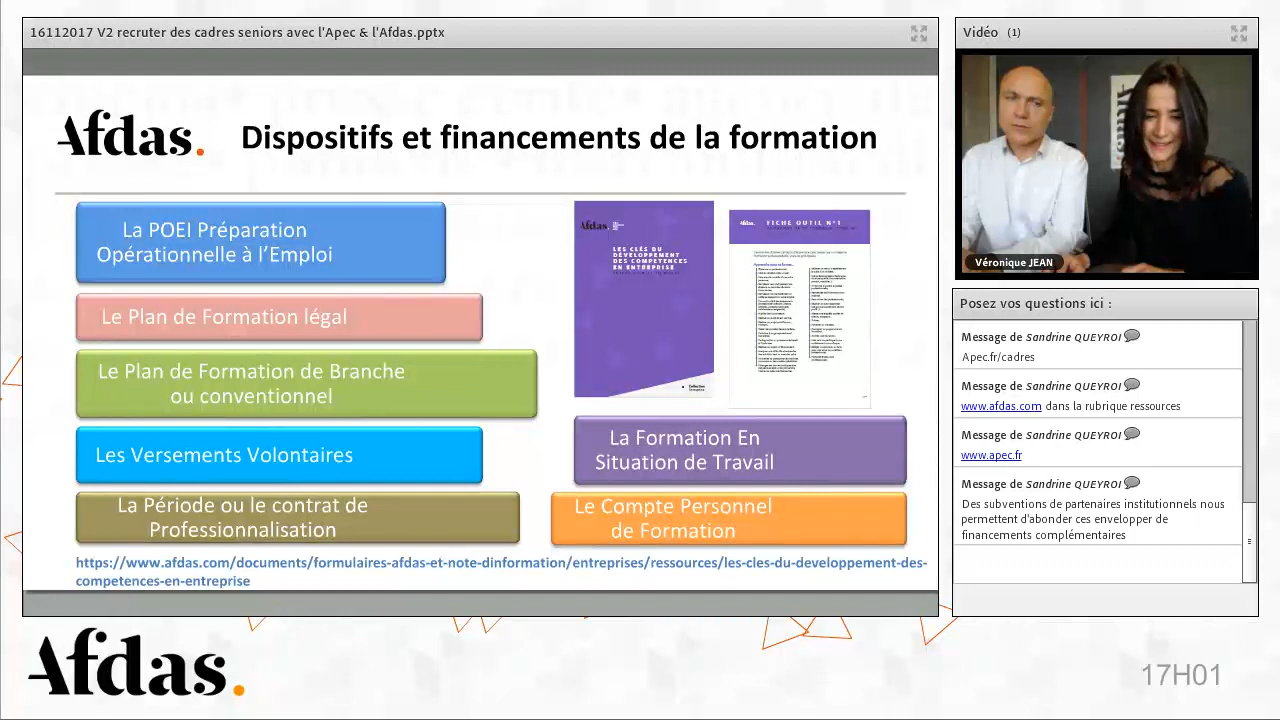 16112017 V2 recruter des cadres seniors avec l'Apec & l'Afdas.pptx
Afdas.
Dispositifs et financements de la formation
La POEI Préparation
Opérationnelle à l’Emploi
Le Plan de Formation légal
Le Plan de Formation de Branche
ou conventionnel
Les Versements Volontaires
La Période ou le contrat de
Professionnalisation
Afdas.
LES CLÉS DU
DÉVELOPPEMENT
DES COMPÉTENCES
EN ENTREPRISE
Afdas.
FICHE OUTIL N°1
La Formation En
Situation de Travail
Le Compte Personnel
de Formation
https://www.afdas.com/documents/formulaires-afdas-et-note-dinformation/entreprises/ressources/les-cles-du-developpement-des-
competences-en-entreprise
Vidéo (1)
Véronique JEAN
Posez vos questions ici :
Message de Sandrine QUEYROI
Apec.fr cadres
Message de Sandrine QUEYROI
www.afdas.com dans la rubrique ressources
Message de Sandrine QUEYROI
www.apec.fr
Message de Sandrine QUEYROI
Des subventions de partenaires institutionnels nous
permettent d'abonder ces envelopper de
financements complémentaires
Afdas.
17H01